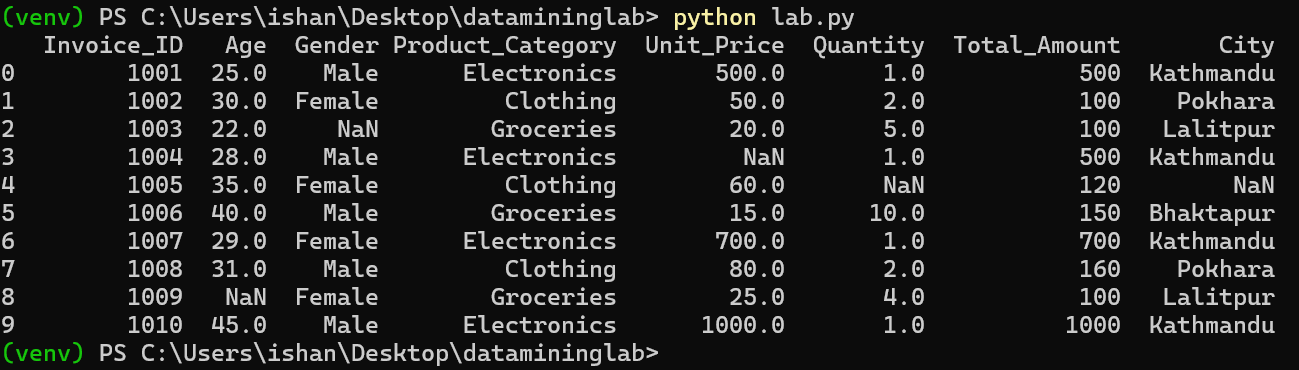 (venv) PS C:\Users\ishan\Desktop\datamininglab> python lab.py
   Invoice_ID   Age  Gender Product_Category  Unit_Price  Quantity  Total_Amount       City
0        1001  25.0    Male      Electronics       500.0       1.0           500  Kathmandu
1        1002  30.0  Female         Clothing        50.0       2.0           100    Pokhara
2        1003  22.0     NaN        Groceries        20.0       5.0           100   Lalitpur
3        1004  28.0    Male      Electronics         NaN       1.0           500  Kathmandu
4        1005  35.0  Female         Clothing        60.0       NaN           120        NaN
5        1006  40.0    Male        Groceries        15.0      10.0           150  Bhaktapur
6        1007  29.0  Female      Electronics       700.0       1.0           700  Kathmandu
7        1008  31.0    Male         Clothing        80.0       2.0           160    Pokhara
8        1009   NaN  Female        Groceries        25.0       4.0           100   Lalitpur
9        1010  45.0    Male      Electronics      1000.0       1.0          1000  Kathmandu
(venv) PS C:\Users\ishan\Desktop\datamininglab>